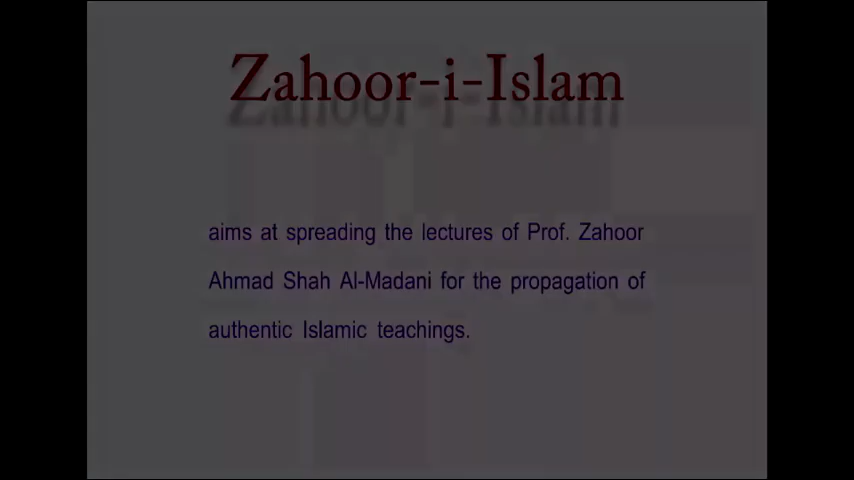 Zahoor-i-Islam
aims at spreading the lectures of Prof. Zahoor
Ahmad Shah Al-Madani for the propagation of
authentic Islamic teachings.